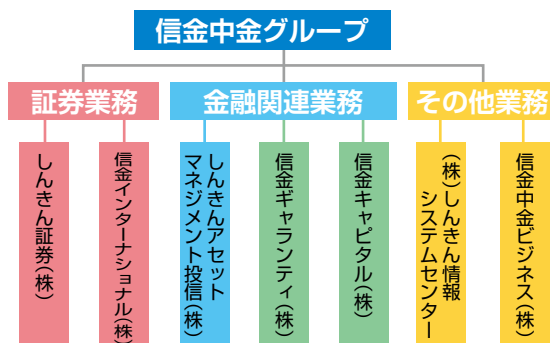 信金中金グループ
証券業務
金融関連業務
その他業務
しんきん証券(株)
信金インターナショナル(株)
しんきんアセット
マネジメント投信(株)
信金ギャランティ(株)
信金キャピタル(株)
(株)しんきん情報
システムセンター
信金中金ビジネス(株)